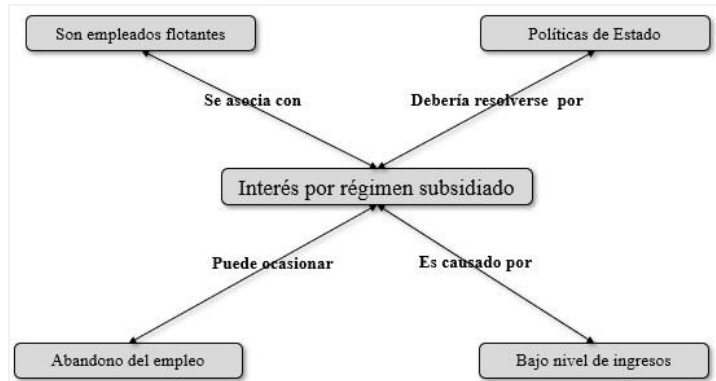 Son empleados flotantes
Políticas de Estado
Se asocia con
Debería resolverse por
Interés por régimen subsidiado
Puede ocasionar
Es causado por
Abandono del empleo
Bajo nivel de ingresos